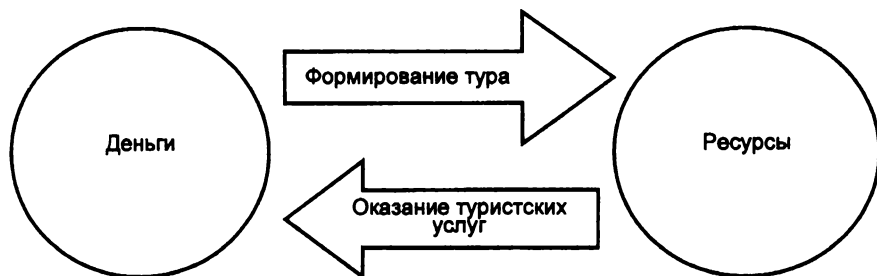 Формирование тура
Деньги
Ресурсы
Оказание туристских
услуг